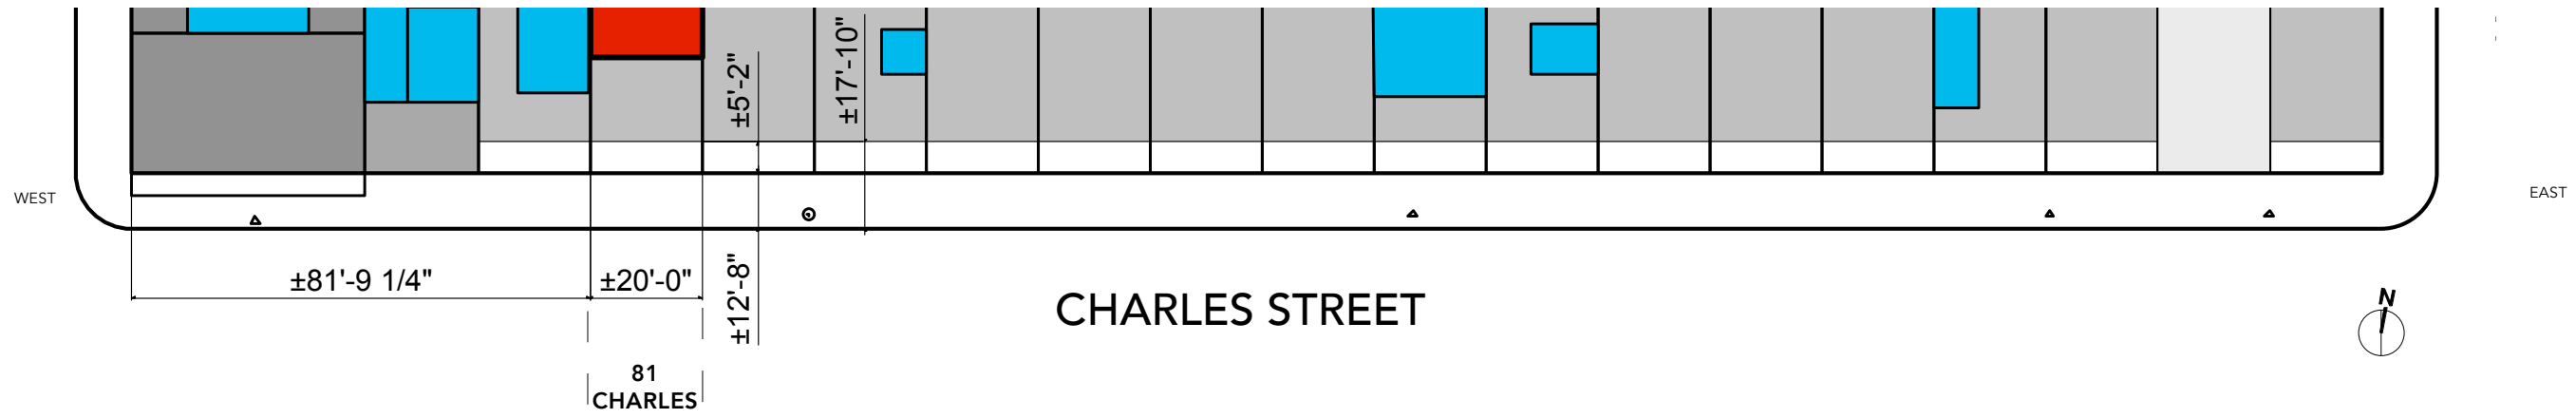 ±5'-2"
±17'-10"
WEST
EAST
±81'-9 1/4"
±20'-0"
±12'-8"
CHARLES STREET
N
81
CHARLES